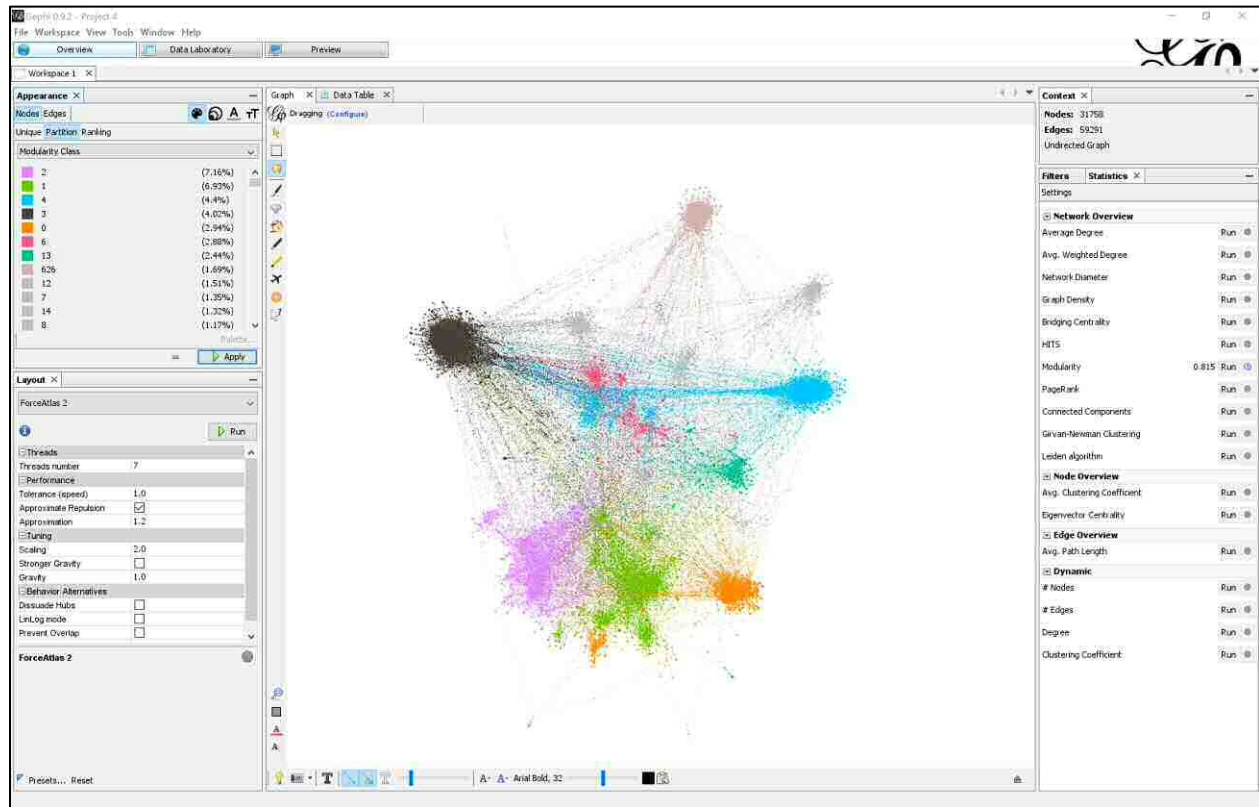 Gephi 0.9.2 - Project 4
File Workspace View Tools Window Help
Overview Data Laboratory Preview
Workspace 1
Appearance
Nodes Edges
Unique Partition Ranking
Modularity Class
2 (7.16%)
1 (6.93%)
4 (4.4%)
3 (4.02%)
0 (2.94%)
6 (2.88%)
13 (2.44%)
626 (1.69%)
12 (1.51%)
7 (1.35%)
14 (1.32%)
8 (1.17%)
Palette...
Apply
Layout
ForceAtlas 2
Run
Threads
Threads number 7
Performance
Tolerance (speed) 1.0
Approximate Repulsion
Approximation 1.2
Tuning
Scaling 2.0
Stronger Gravity
Gravity 1.0
Behavior Alternatives
Dissuade Hubs
LinLog mode
Prevent Overlap
ForceAtlas 2
Presets... Reset
Graph Data Table
Dragging (Configure)
A- A- Arial Bold, 32
Context
Nodes: 31758
Edges: 59291
Undirected Graph
Filters Statistics
Settings
Network Overview
Average Degree Run
Avg. Weighted Degree Run
Network Diameter Run
Graph Density Run
Bridging Centrality Run
HITS Run
Modularity 0.815 Run
PageRank Run
Connected Components Run
Girvan-Newman Clustering Run
Leiden algorithm Run
Node Overview
Avg. Clustering Coefficient Run
Eigenvector Centrality Run
Edge Overview
Avg. Path Length Run
Dynamic
# Nodes Run
# Edges Run
Degree Run
Clustering Coefficient Run